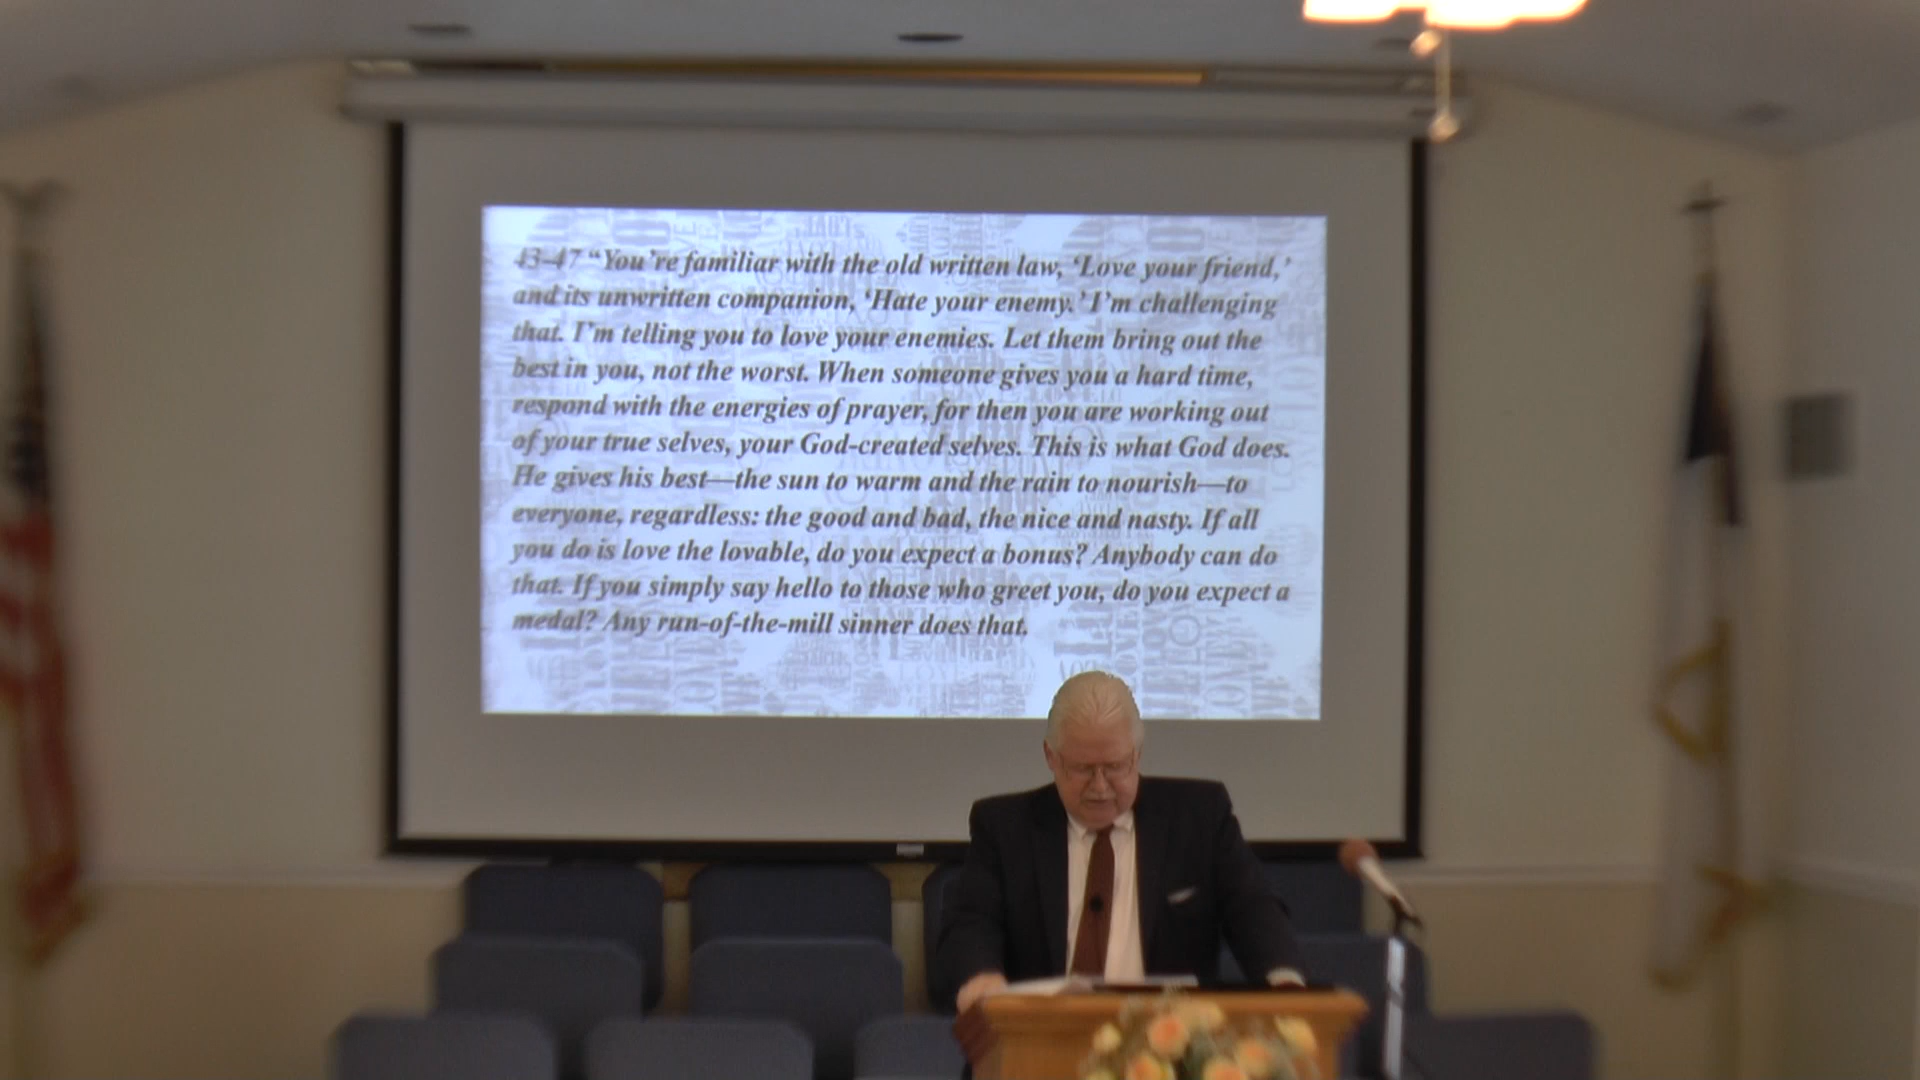 43-47 “You’re familiar with the old written law, ‘Love your friend,’
and its unwritten companion, ‘Hate your enemy.’ I’m challenging
that. I’m telling you to love your enemies. Let them bring out the
best in you, not the worst. When someone gives you a hard time,
respond with the energies of prayer, for then you are working out
of your true selves, your God-created selves. This is what God does.
He gives his best—the sun to warm and the rain to nourish—to
everyone, regardless: the good and bad, the nice and nasty. If all
you do is love the lovable, do you expect a bonus? Anybody can do
that. If you simply say hello to those who greet you, do you expect a
medal? Any run-of-the-mill sinner does that.